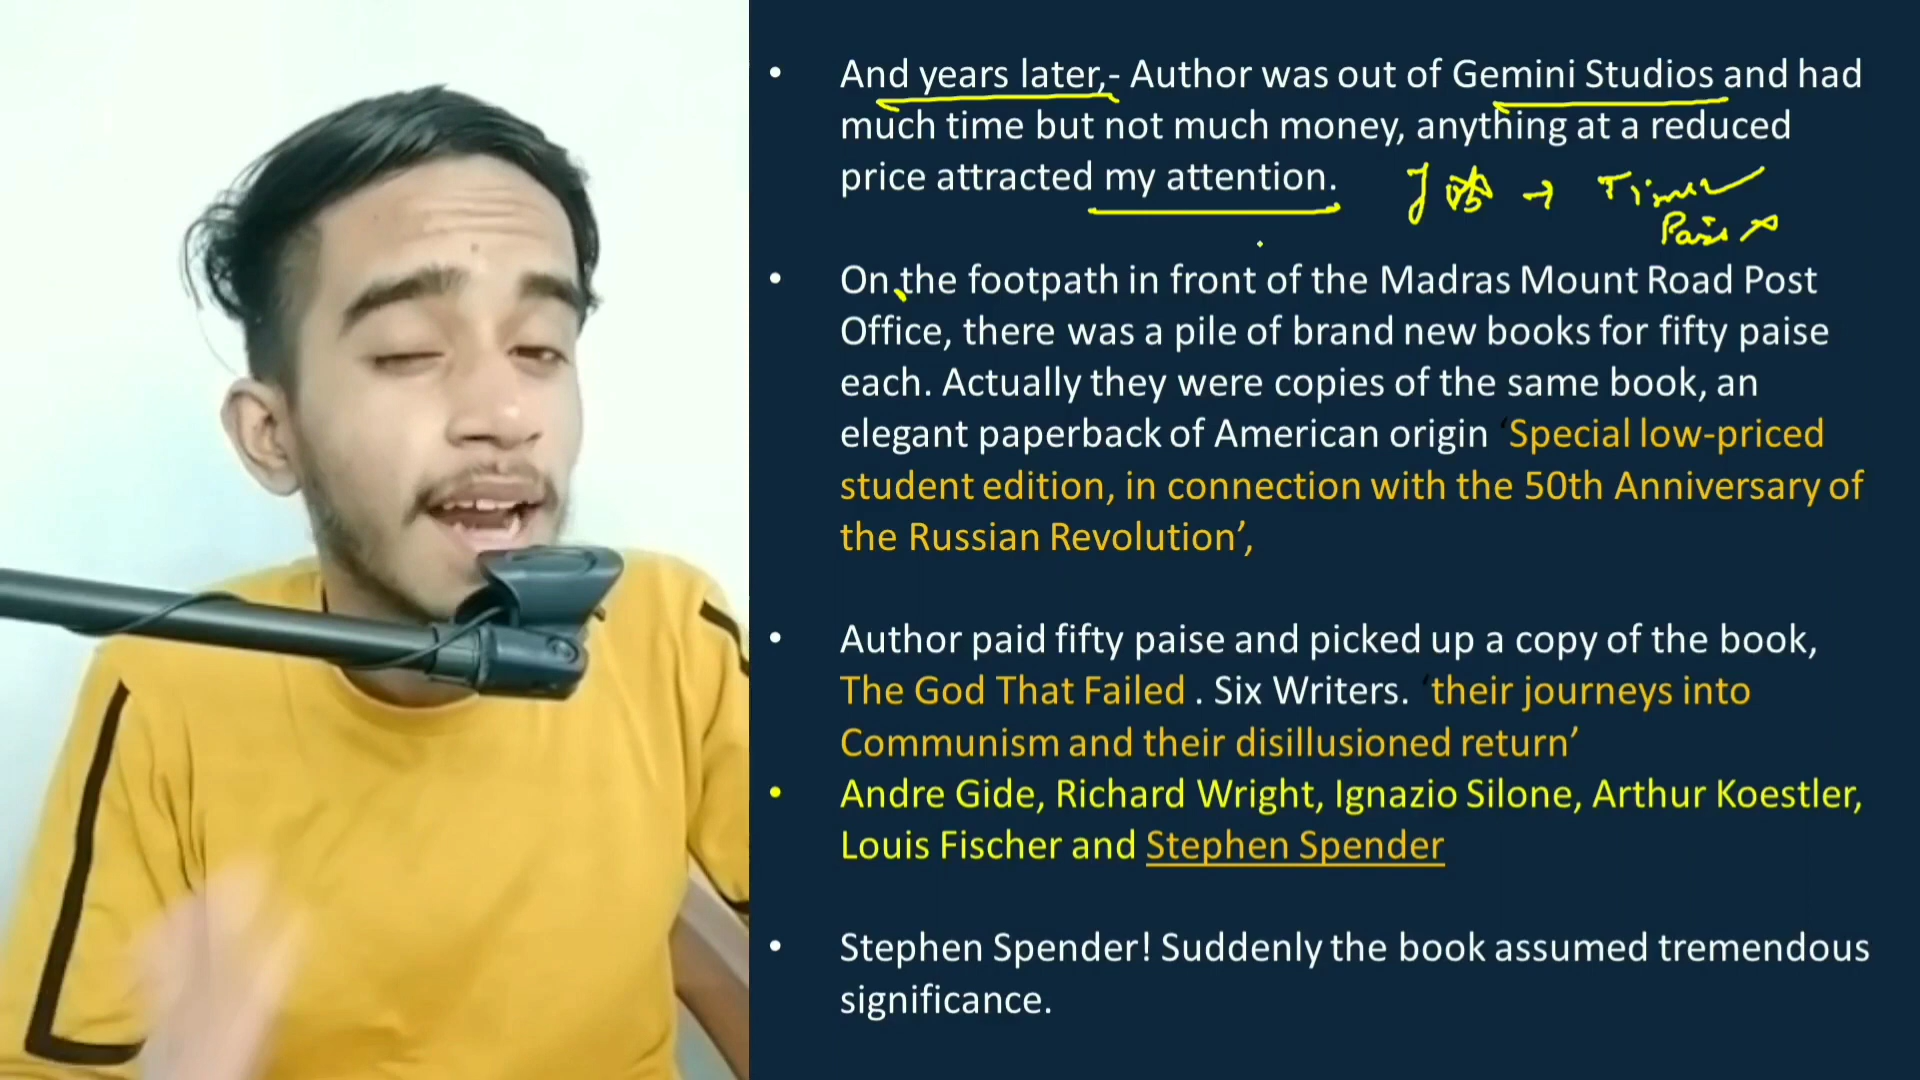 • And years later,- Author was out of Gemini Studios and had
much time but not much money, anything at a reduced
price attracted my attention.
→ Time
• On the footpath in front of the Madras Mount Road Post
Office, there was a pile of brand new books for fifty paise
each. Actually they were copies of the same book, an
elegant paperback of American origin ‘Special low-priced
student edition, in connection with the 50th Anniversary of
the Russian Revolution’,
• Author paid fifty paise and picked up a copy of the book,
The God That Failed . Six Writers. ‘their journeys into
Communism and their disillusioned return’
• Andre Gide, Richard Wright, Ignazio Silone, Arthur Koestler,
Louis Fischer and Stephen Spender
• Stephen Spender! Suddenly the book assumed tremendous
significance.